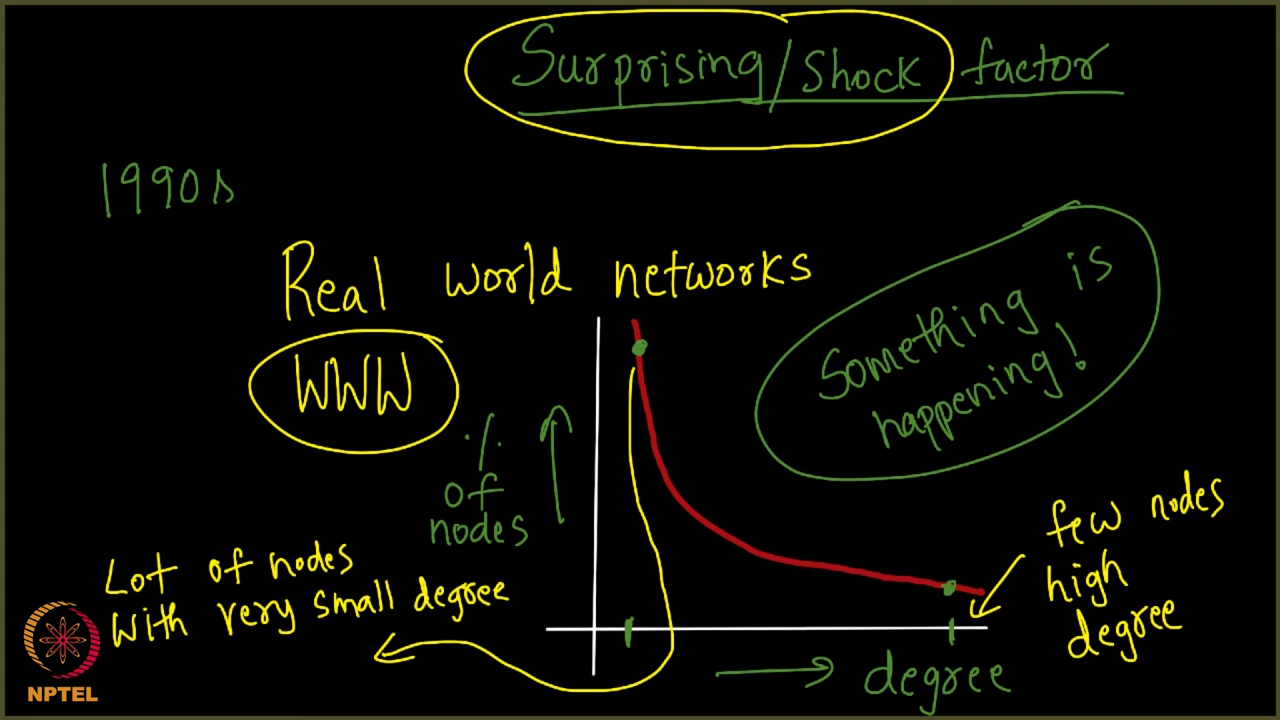 Surprising/Shock factor
1990s
Real world networks
WWW
Something is
happening!
%
of
nodes
few nodes
high
degree
Lot of nodes
With very small degree
degree
NPTEL